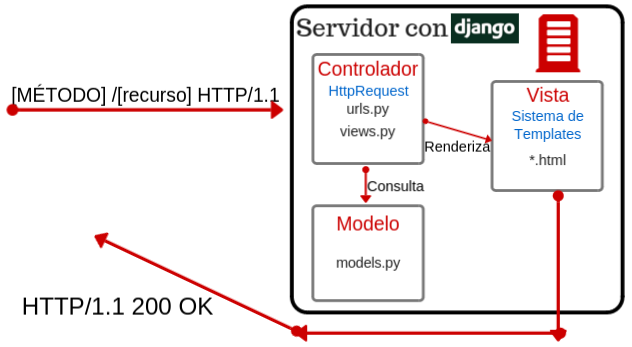 Servidor con django
Controlador
HttpRequest
urls.py
views.py
[MÉTODO] /[recurso] HTTP/1.1
Vista
Sistema de
Templates
*.html
Renderiza
Consulta
Modelo
models.py
HTTP/1.1 200 OK